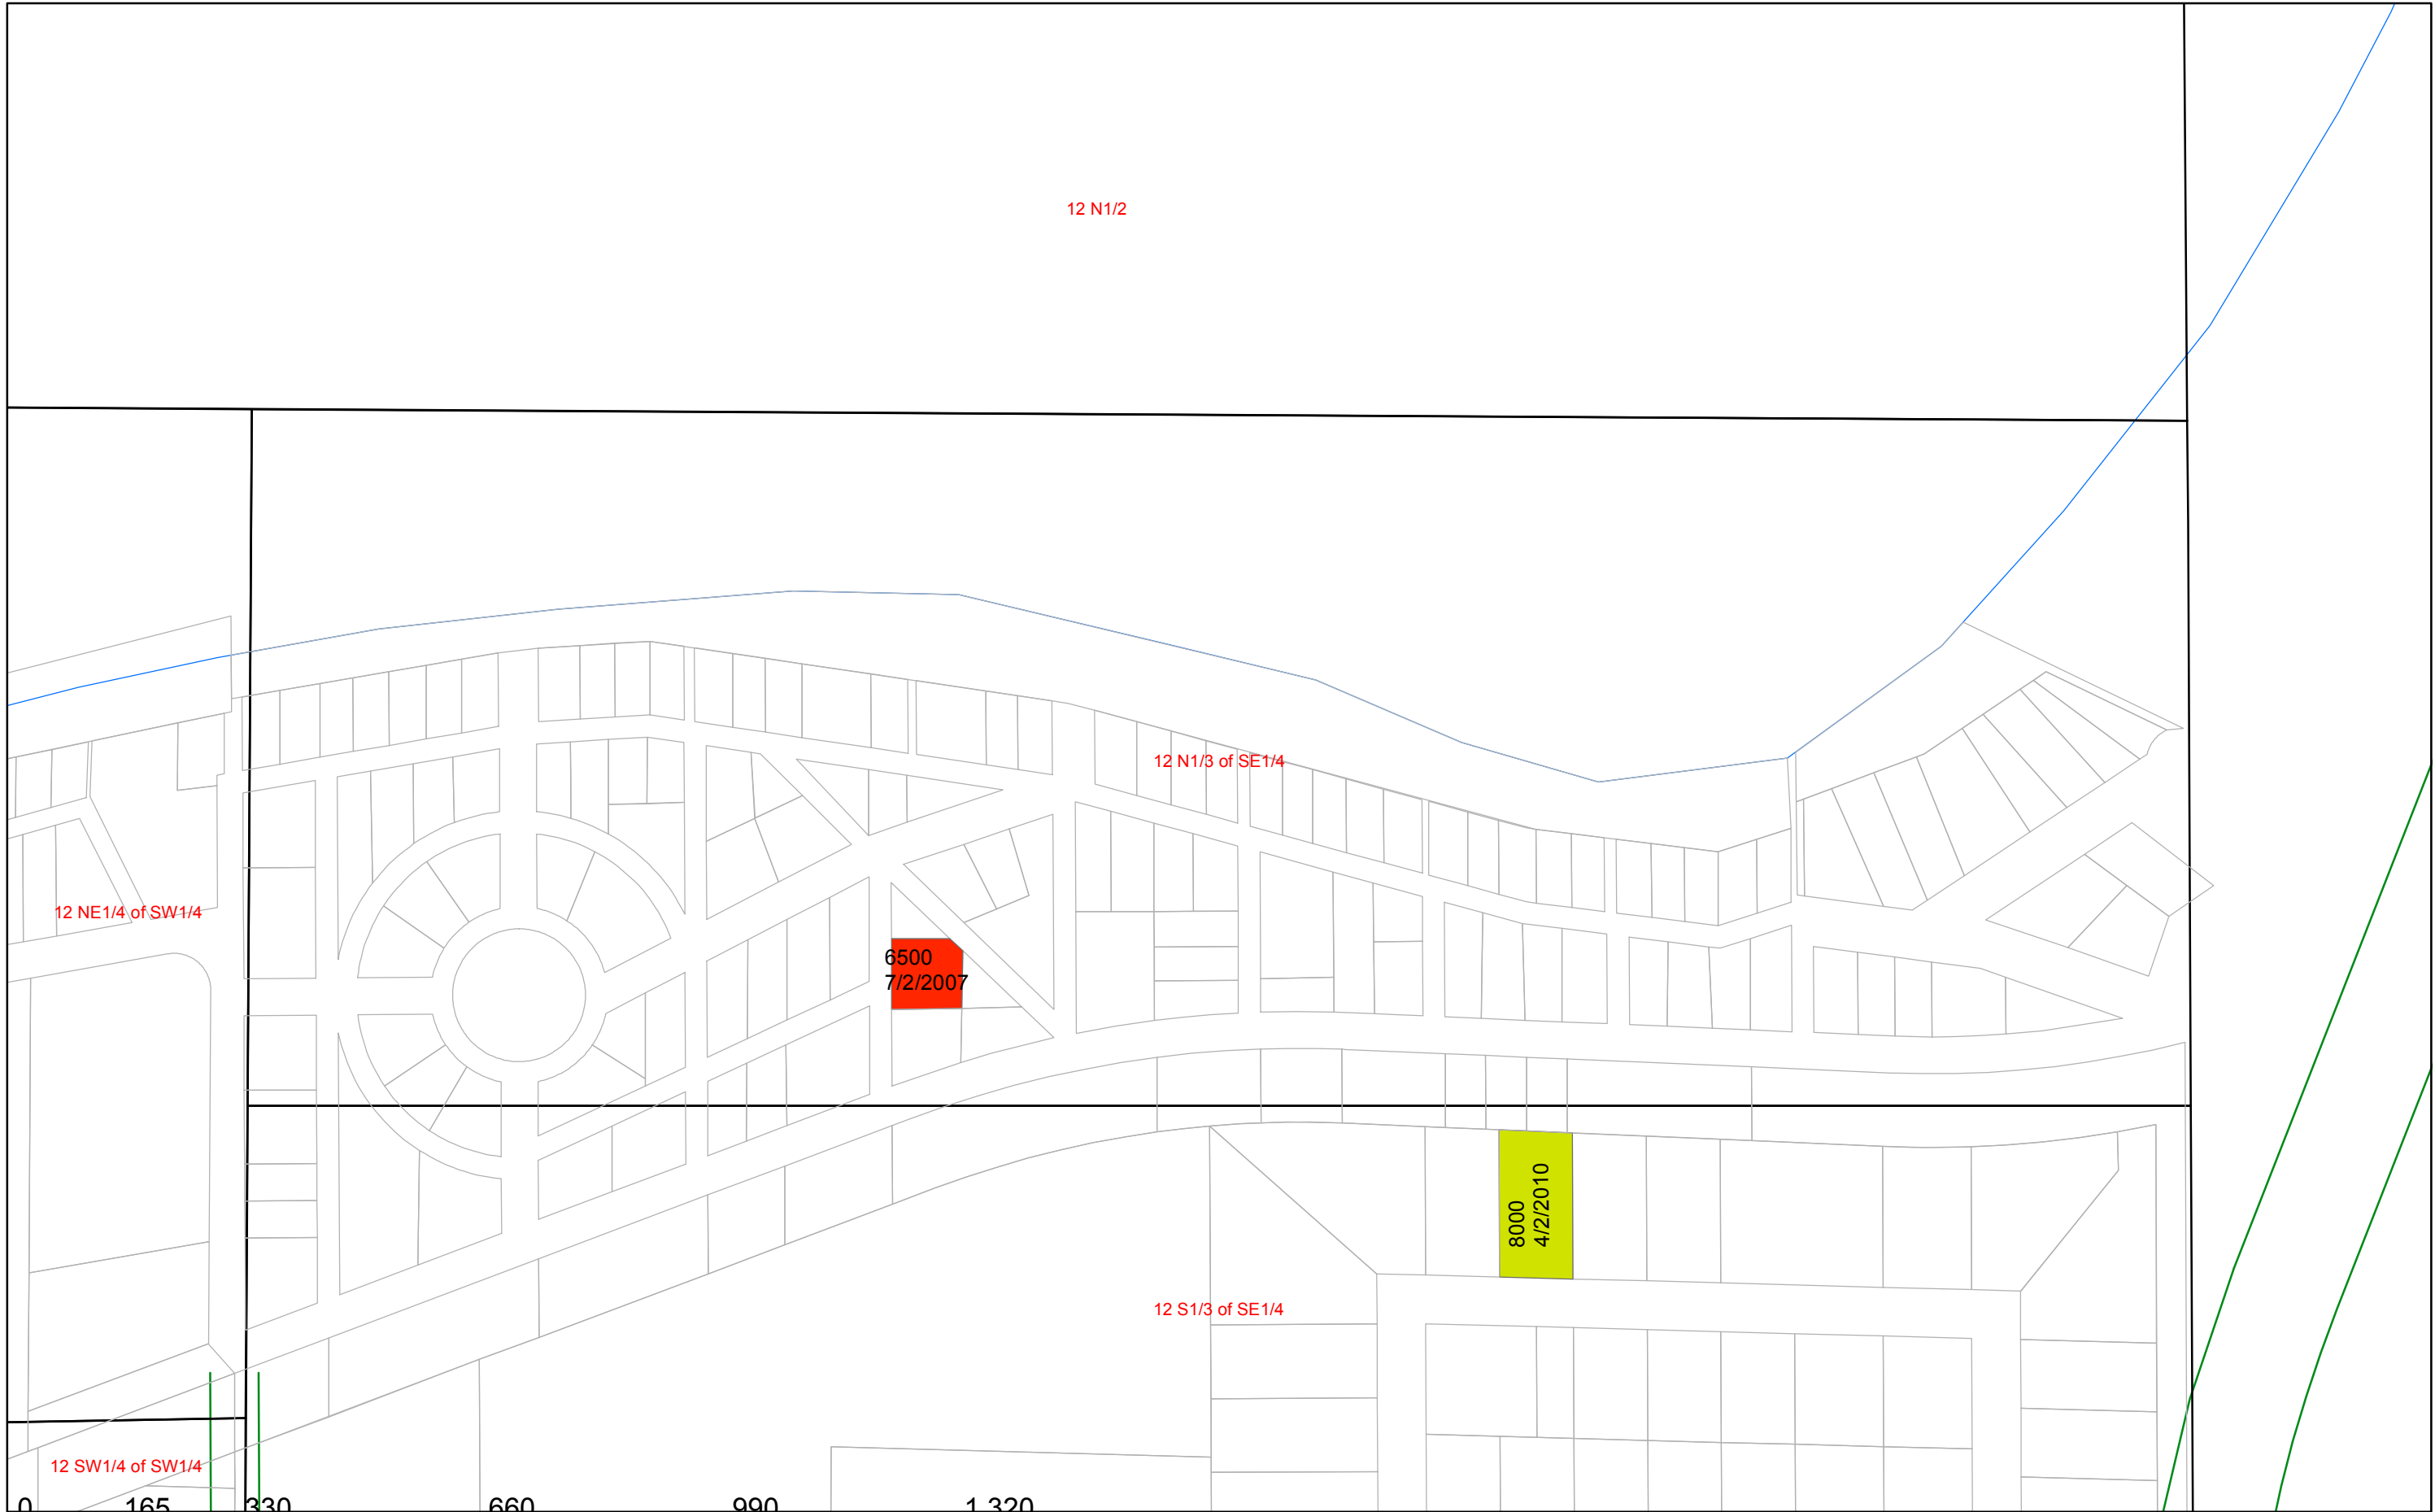 12 N1/2
12 N1/3 of SE1/4
12 NE1/4 of SW1/4
6500
7/2/2007
8000
4/2/2010
12 S1/3 of SE1/4
12 SW1/4 of SW1/4
0 165 330 660 990 1,320